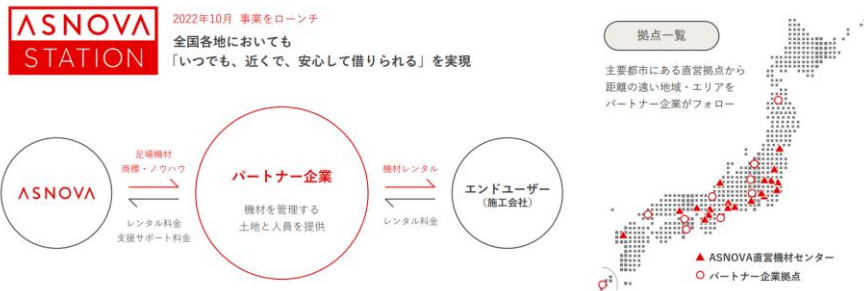 ASNOVA
STATION
2022年10月 事業をローンチ
全国各地においても
「いつでも、近くで、安心して借りられる」を実現
ASNOVA
足場機材
商標・ノウハウ
レンタル料金
支援サポート料金
パートナー企業
機材を管理する
土地と人員を提供
機材レンタル
レンタル料金
エンドユーザー
（施工会社）
拠点一覧
主要都市にある直営拠点から
距離の遠い地域・エリアを
パートナー企業がフォロー
ASNOVA直営機材センター
パートナー企業拠点